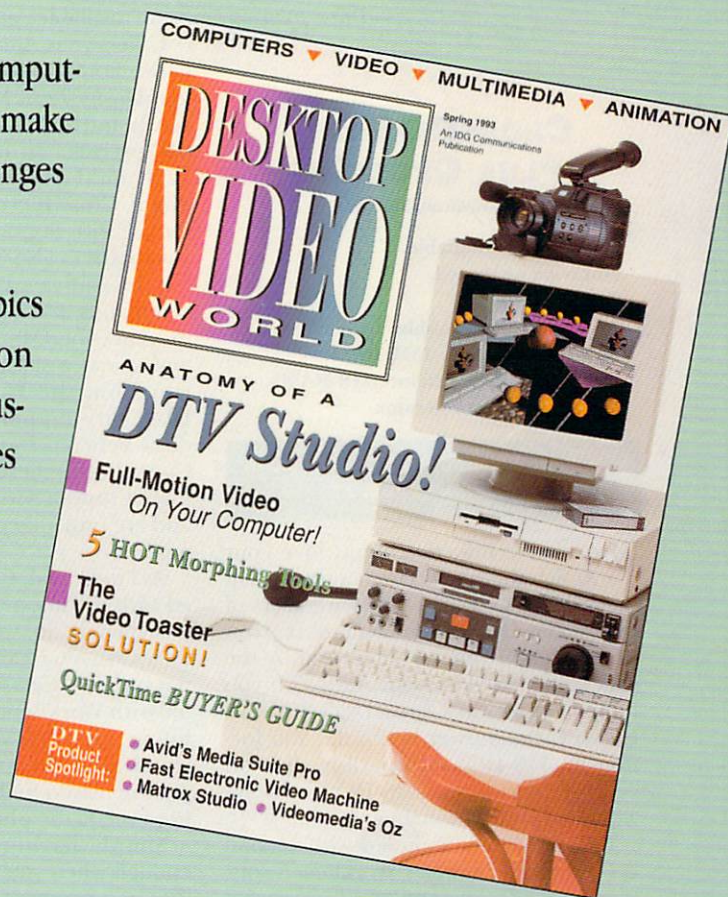 mput-
make
nges
pics
on
us-
es
COMPUTERS ▼ VIDEO ▼ MULTIMEDIA ▼ ANIMATION
DESKTOP
VIDEO
WORLD
Spring 1993
An IDG Communications
Publication
ANATOMY OF A
DTV Studio!
Full-Motion Video
On Your Computer!
5 HOT Morphing Tools
The
Video Toaster
SOLUTION!
QuickTime BUYER'S GUIDE
DTV
Product
Spotlight:
• Avid's Media Suite Pro
• Fast Electronic Video Machine
• Matrox Studio • Videomedia's Oz